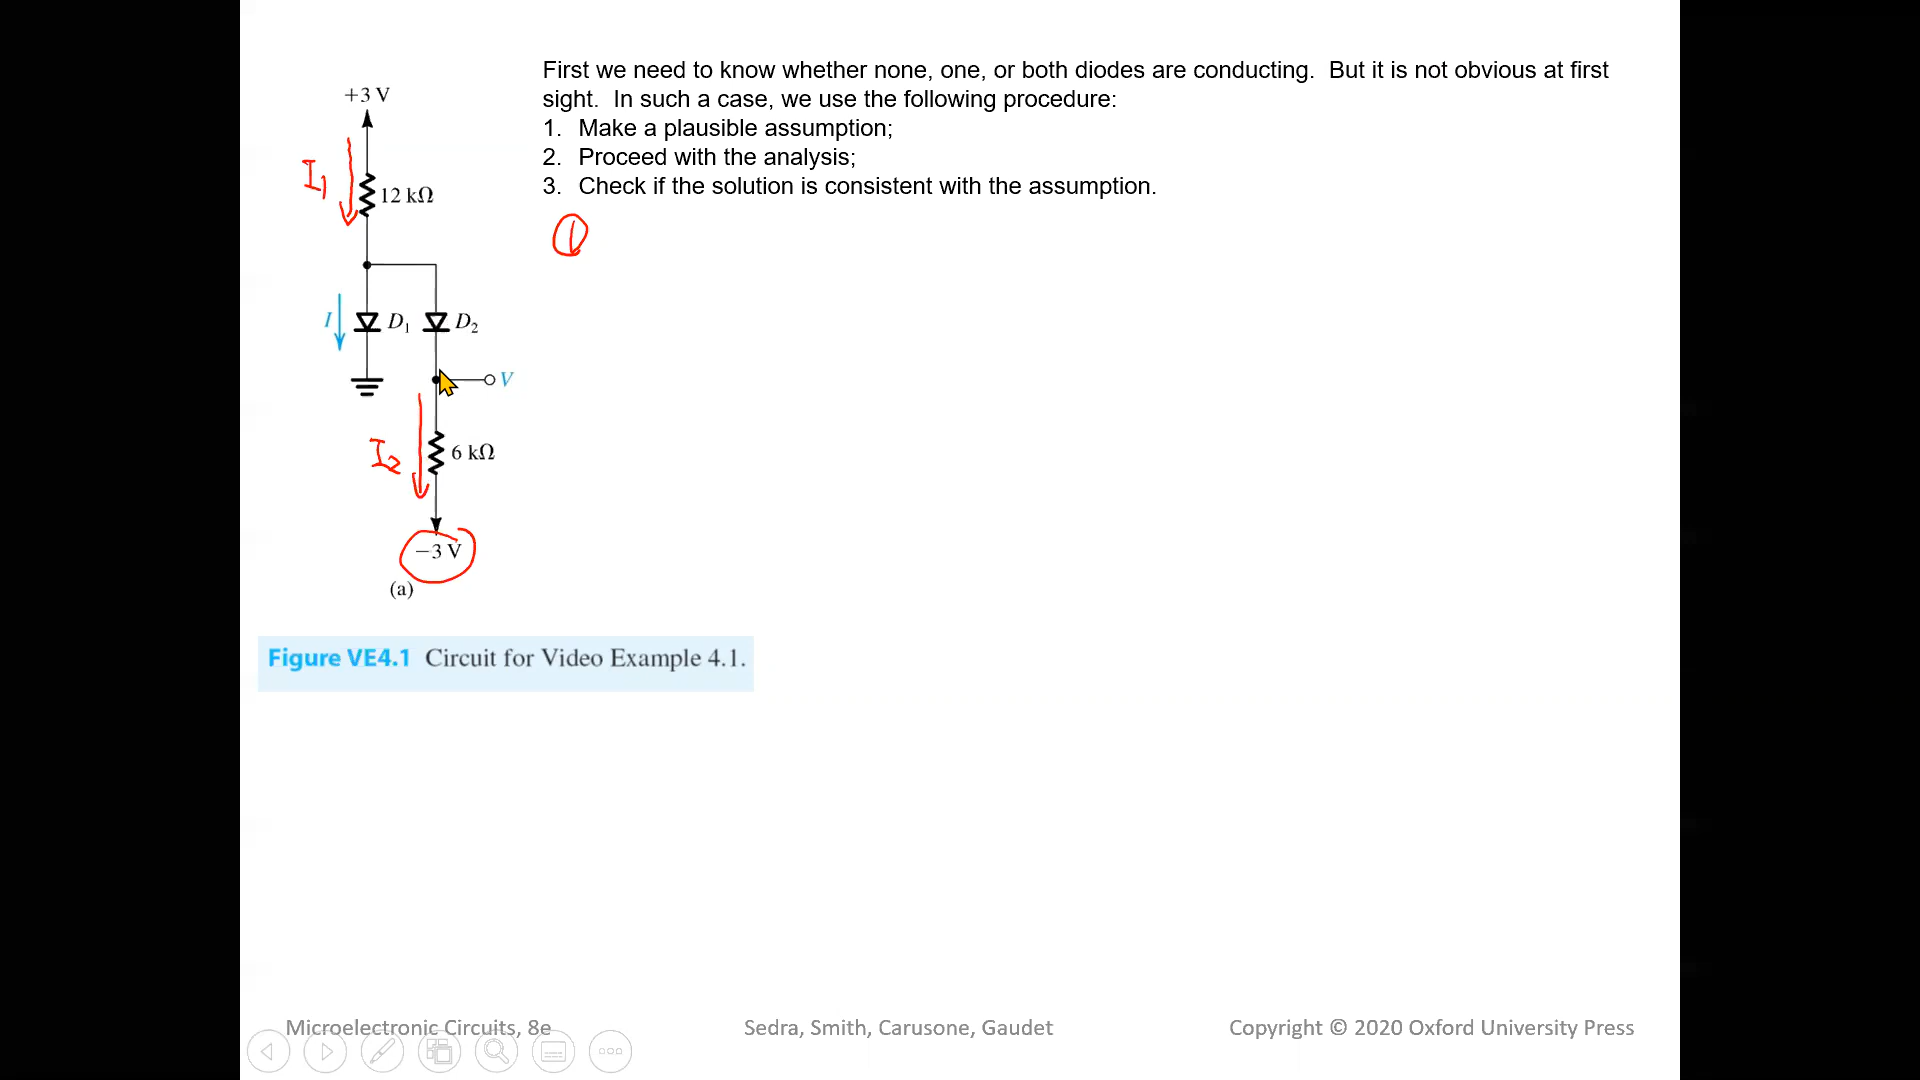 First we need to know whether none, one, or both diodes are conducting.  But it is not obvious at first
sight.  In such a case, we use the following procedure:
1. Make a plausible assumption;
2. Proceed with the analysis;
3. Check if the solution is consistent with the assumption.
①
+3 V
I₁
12 kΩ
I D₁ D₂
V
I₂
6 kΩ
−3 V
(a)
Figure VE4.1 Circuit for Video Example 4.1.
Microelectronic Circuits, 8e
Sedra, Smith, Carusone, Gaudet
Copyright © 2020 Oxford University Press